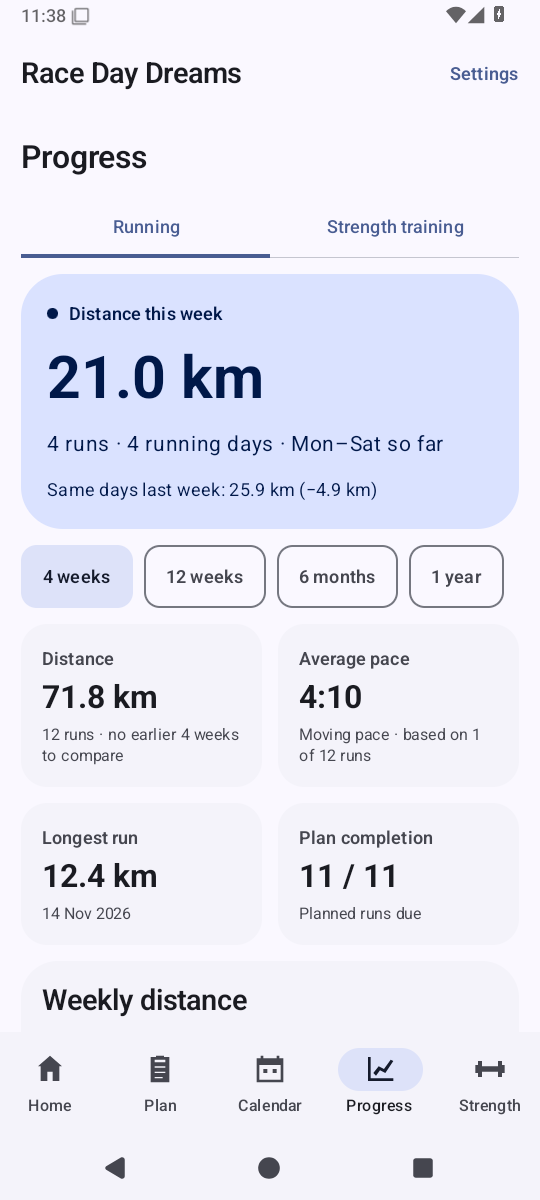 11:38
Race Day Dreams
Settings
Progress
Running
Strength training
Distance this week
21.0 km
4 runs · 4 running days · Mon–Sat so far
Same days last week: 25.9 km (−4.9 km)
4 weeks
12 weeks
6 months
1 year
Distance
71.8 km
12 runs · no earlier 4 weeks
to compare
Average pace
4:10
Moving pace · based on 1
of 12 runs
Longest run
12.4 km
14 Nov 2026
Plan completion
11 / 11
Planned runs due
Weekly distance
Home
Plan
Calendar
Progress
Strength